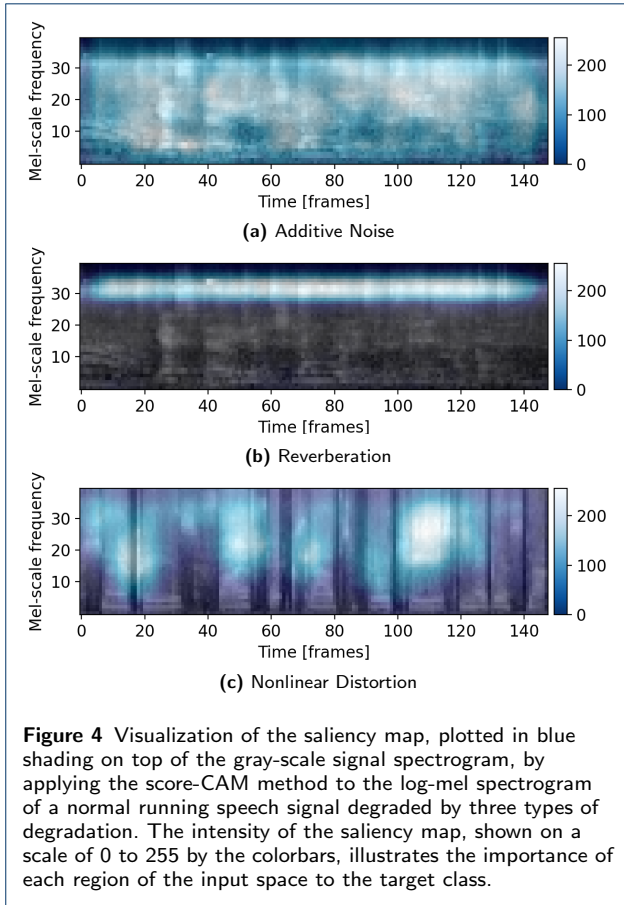 Mel-scale frequency
30
20
10
0 20 40 60 80 100 120 140
Time [frames]
200
100
0
(a) Additive Noise
Mel-scale frequency
30
20
10
0 20 40 60 80 100 120 140
Time [frames]
200
100
0
(b) Reverberation
Mel-scale frequency
30
20
10
0 20 40 60 80 100 120 140
Time [frames]
200
100
0
(c) Nonlinear Distortion
Figure 4 Visualization of the saliency map, plotted in blue
shading on top of the gray-scale signal spectrogram, by
applying the score-CAM method to the log-mel spectrogram
of a normal running speech signal degraded by three types of
degradation. The intensity of the saliency map, shown on a
scale of 0 to 255 by the colorbars, illustrates the importance of
each region of the input space to the target class.